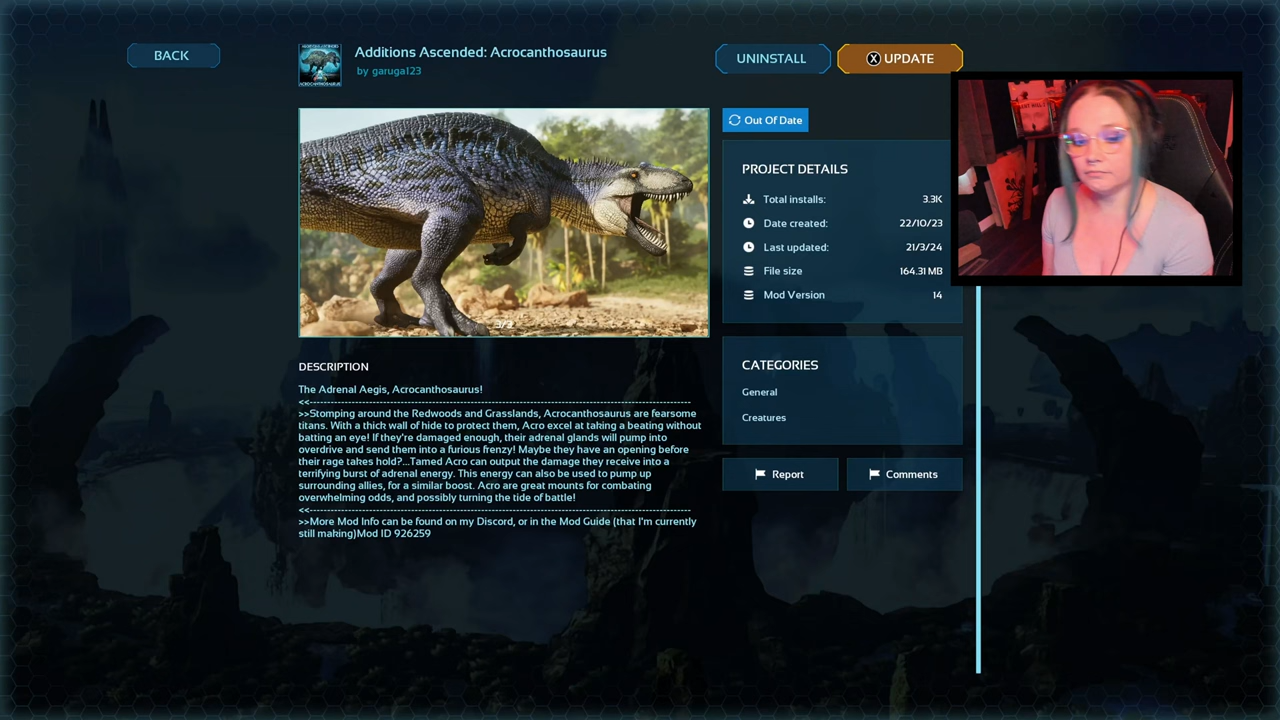 BACK
Additions Ascended: Acrocanthosaurus
by garuga123
UNINSTALL
X UPDATE
Out Of Date
PROJECT DETAILS
Total installs: 3.3K
Date created: 22/10/23
Last updated: 21/3/24
File size 164.31 MB
Mod Version 14
3/3
DESCRIPTION
The Adrenal Aegis, Acrocanthosaurus!
<<------------------------------------------------------------------------------------------
>>Stomping around the Redwoods and Grasslands, Acrocanthosaurus are fearsome
titans. With a thick wall of hide to protect them, Acro excel at taking a beating without
batting an eye! If they're damaged enough, their adrenal glands will pump into
overdrive and send them into a furious frenzy! Maybe they have an opening before
their rage takes hold?...Tamed Acro can output the damage they receive into a
terrifying burst of adrenal energy. This energy can also be used to pump up
surrounding allies, for a similar boost. Acro are great mounts for combating
overwhelming odds, and possibly turning the tide of battle!
<<------------------------------------------------------------------------------------------
>>More Mod Info can be found on my Discord, or in the Mod Guide (that I'm currently
still making)Mod ID 926259
CATEGORIES
General
Creatures
Report
Comments